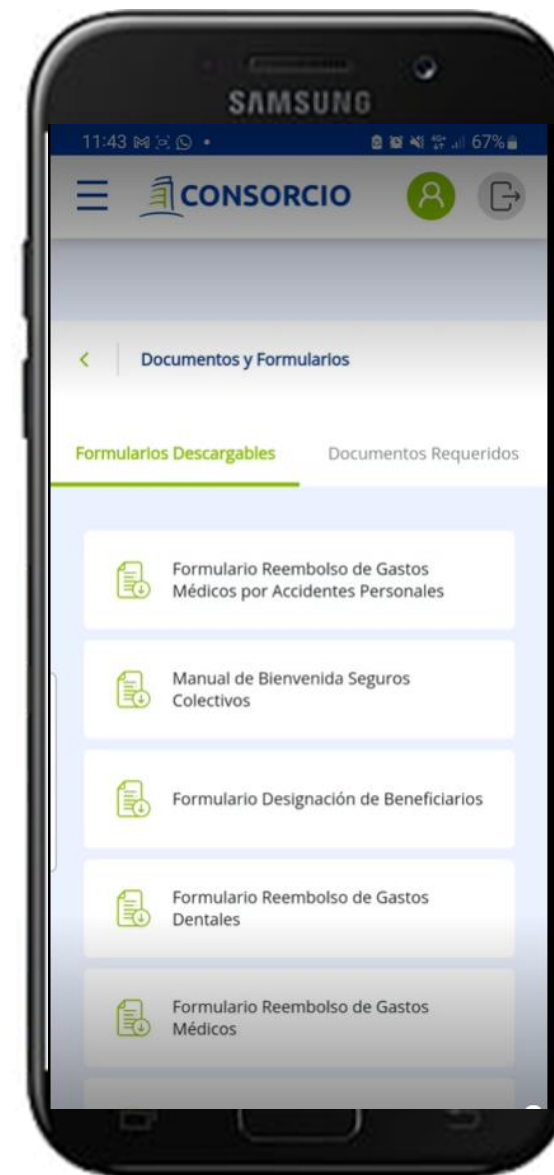 SAMSUNG
11:43
67%
CONSORCIO
Documentos y Formularios
Formularios Descargables
Documentos Requeridos
Formulario Reembolso de Gastos
Médicos por Accidentes Personales
Manual de Bienvenida Seguros
Colectivos
Formulario Designación de Beneficiarios
Formulario Reembolso de Gastos
Dentales
Formulario Reembolso de Gastos
Médicos